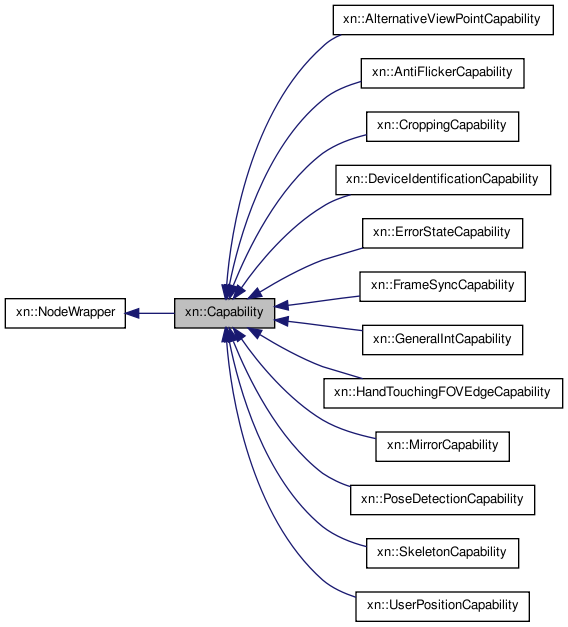 xn::AlternativeViewPointCapability
xn::AntiFlickerCapability
xn::CroppingCapability
xn::DeviceIdentificationCapability
xn::ErrorStateCapability
xn::FrameSyncCapability
xn::NodeWrapper
xn::Capability
xn::GeneralIntCapability
xn::HandTouchingFOVEdgeCapability
xn::MirrorCapability
xn::PoseDetectionCapability
xn::SkeletonCapability
xn::UserPositionCapability